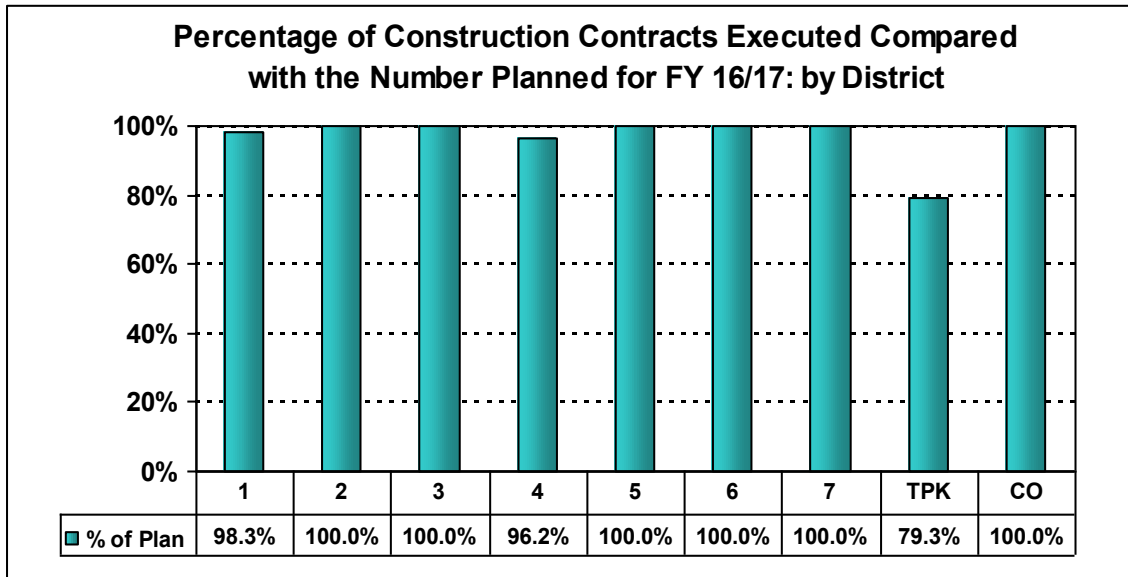 Percentage of Construction Contracts Executed Compared
with the Number Planned for FY 16/17: by District
100%
80%
60%
40%
20%
0%
1 2 3 4 5 6 7 TPK CO
% of Plan 98.3% 100.0% 100.0% 96.2% 100.0% 100.0% 100.0% 79.3% 100.0%